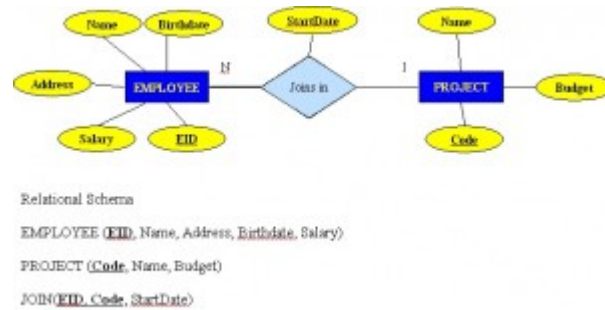 Name Birthdate StartDate Name
N 1
Address EMPLOYEE Joins in PROJECT Budget
Salary EID Code
Relational Schema
EMPLOYEE (EID, Name, Address, Birthdate, Salary)
PROJECT (Code, Name, Budget)
JOIN(EID, Code, StartDate)